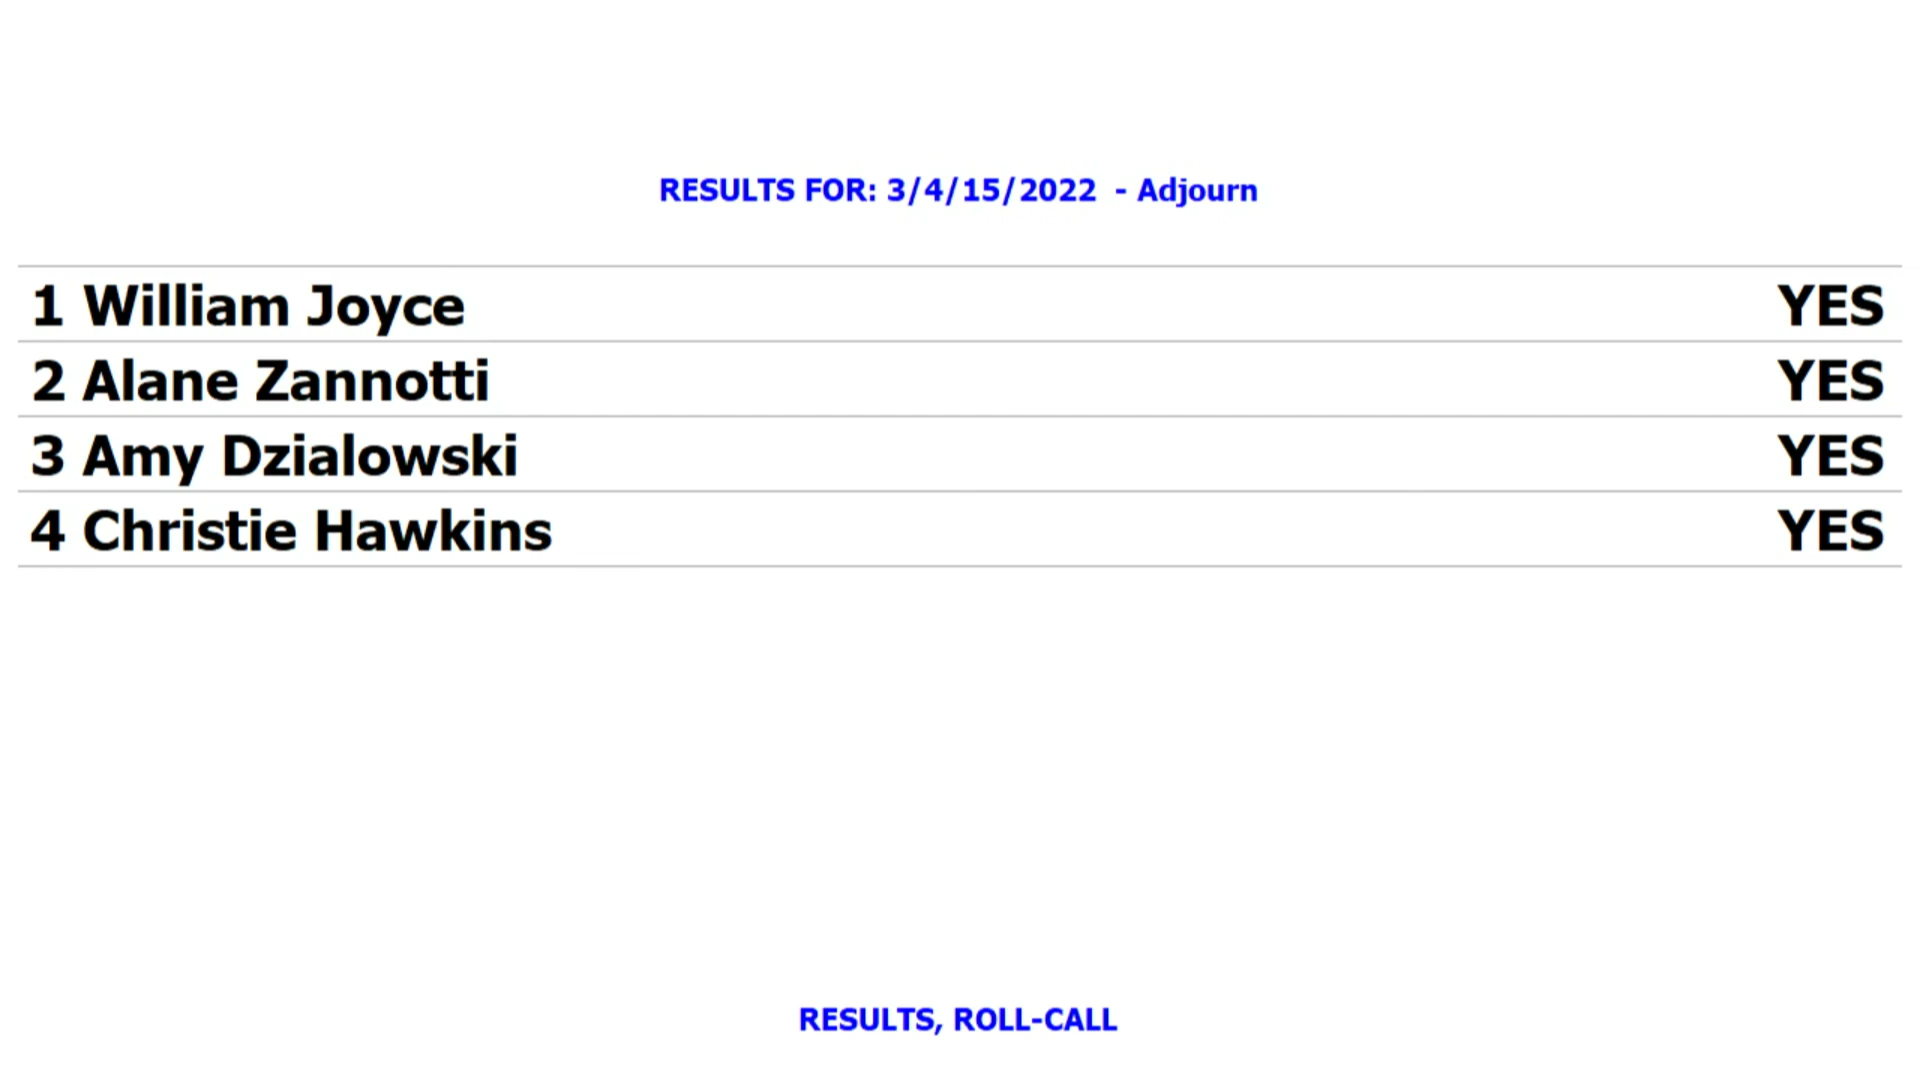 RESULTS FOR: 3/4/15/2022 - Adjourn
1 William Joyce YES
2 Alane Zannotti YES
3 Amy Dzialowski YES
4 Christie Hawkins YES
RESULTS, ROLL-CALL